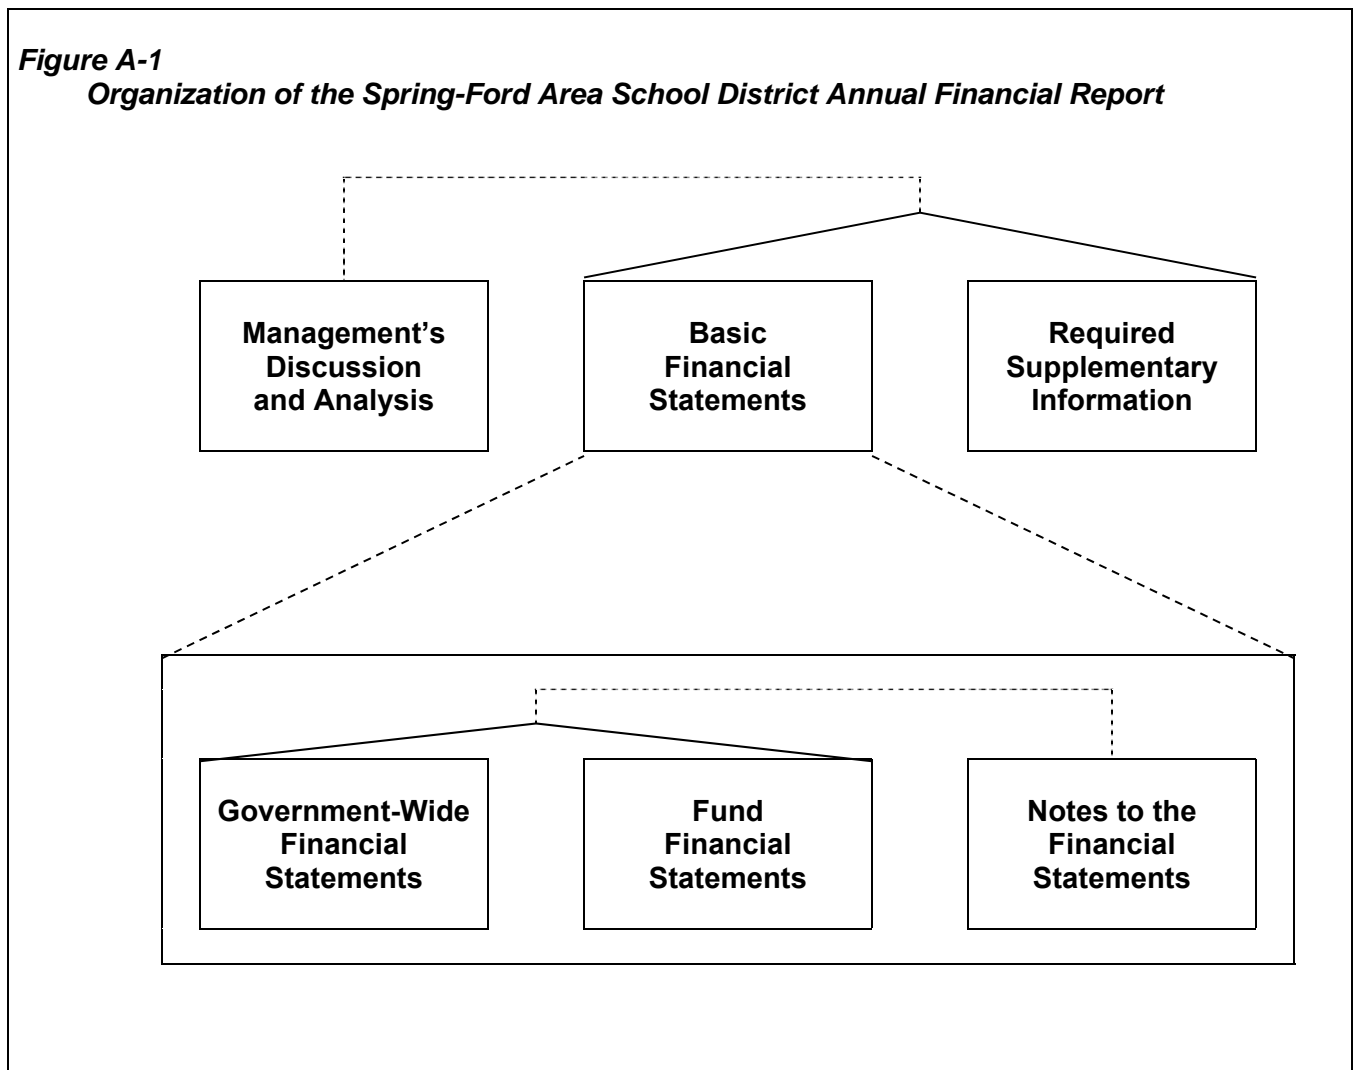 Figure A-1
Organization of the Spring-Ford Area School District Annual Financial Report
Management’s
Discussion
and Analysis
Basic
Financial
Statements
Required
Supplementary
Information
Government-Wide
Financial
Statements
Fund
Financial
Statements
Notes to the
Financial
Statements